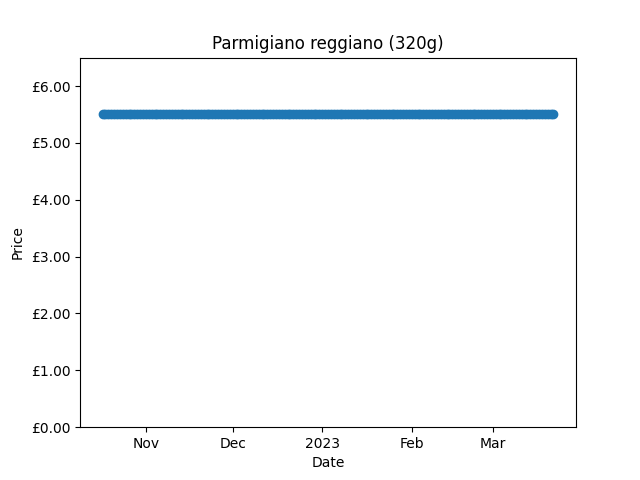 Parmigiano reggiano (320g)
£6.00
£5.00
£4.00
£3.00
£2.00
£1.00
£0.00
Price
Nov Dec 2023 Feb Mar
Date